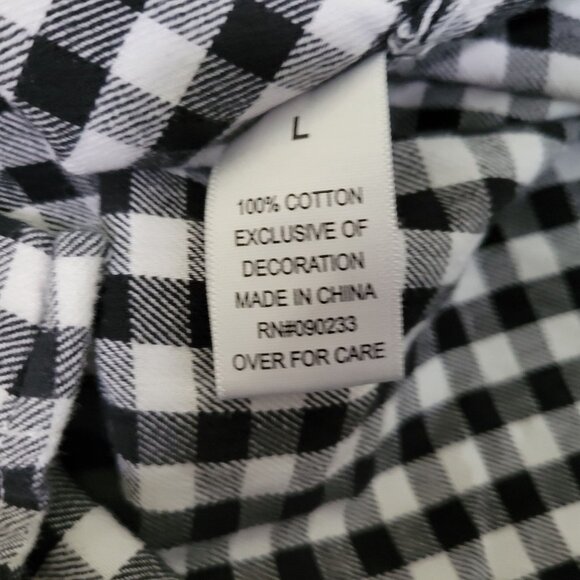 L
100% COTTON
EXCLUSIVE OF
DECORATION
MADE IN CHINA
RN#090233
OVER FOR CARE